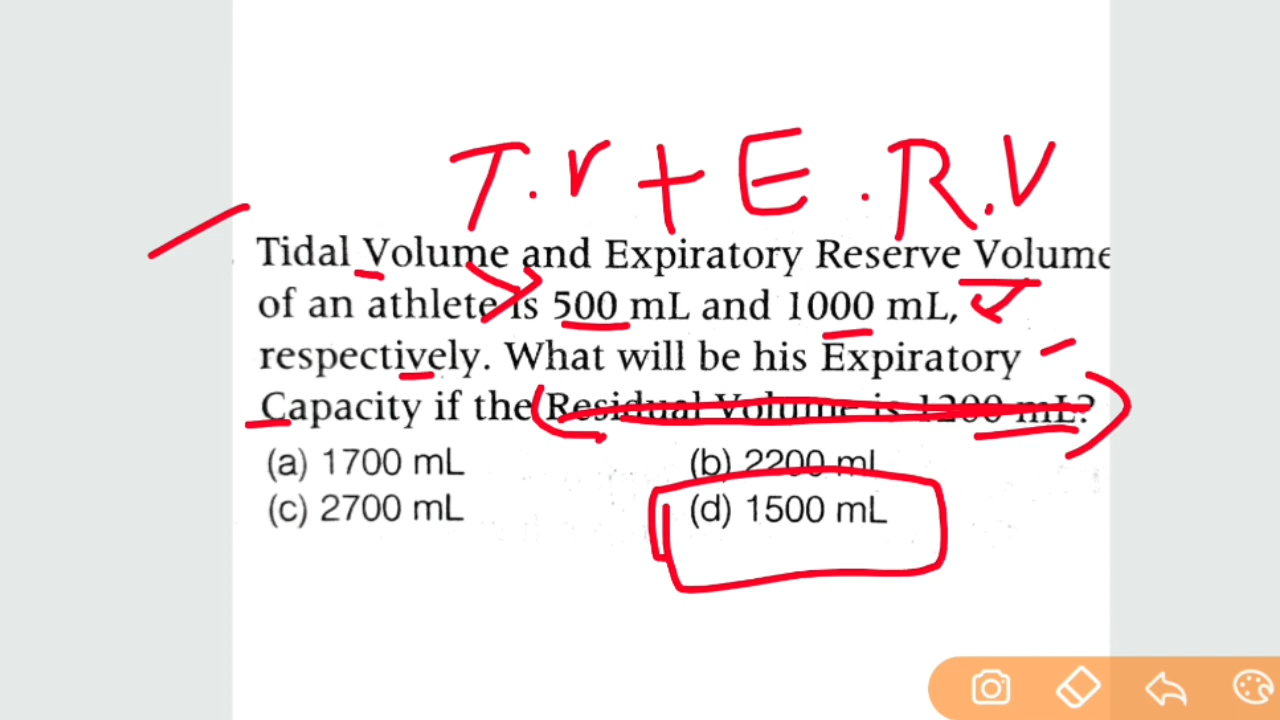 T.V + E.R.V
Tidal Volume and Expiratory Reserve Volume
of an athlete is 500 mL and 1000 mL,
respectively. What will be his Expiratory
Capacity if the Residual Volume is 1200 mL?
(a) 1700 mL (b) 2200 mL
(c) 2700 mL (d) 1500 mL